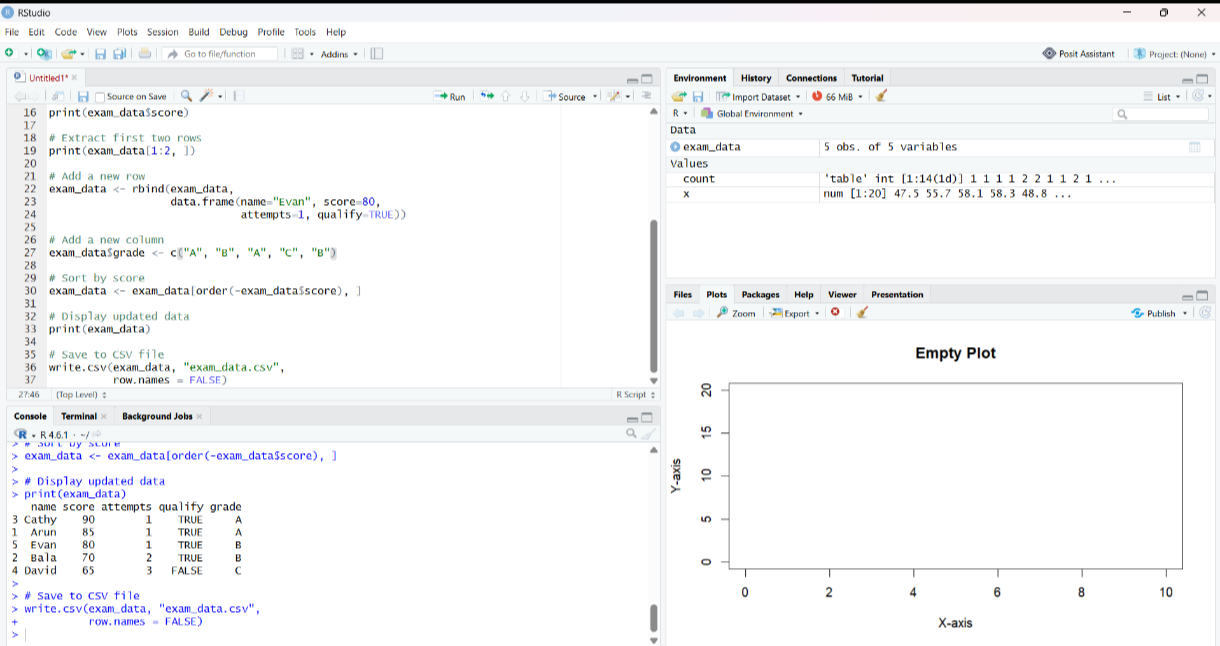 RStudio
File Edit Code View Plots Session Build Debug Profile Tools Help
Go to file/function Addins Posit Assistant Project: (None)
Untitled1*
Source on Save Run Source
16 print(exam_data$score)
17
18 # Extract first two rows
19 print(exam_data[1:2, ])
20
21 # Add a new row
22 exam_data <- rbind(exam_data,
23 data.frame(name="Evan", score=80,
24 attempts=1, qualify=TRUE))
25
26 # Add a new column
27 exam_data$grade <- c("A", "B", "A", "C", "B")
28
29 # Sort by score
30 exam_data <- exam_data[order(-exam_data$score), ]
31
32 # Display updated data
33 print(exam_data)
34
35 # Save to CSV file
36 write.csv(exam_data, "exam_data.csv",
37 row.names = FALSE)
27:46 (Top Level) R Script
Console Terminal Background Jobs
R 4.6.1 · ~/
> # Sort by score
> exam_data <- exam_data[order(-exam_data$score), ]
>
> # Display updated data
> print(exam_data)
name score attempts qualify grade
3 Cathy 90 1 TRUE A
1 Arun 85 1 TRUE A
5 Evan 80 1 TRUE B
2 Bala 70 2 TRUE B
4 David 65 3 FALSE C
>
> # Save to CSV file
> write.csv(exam_data, "exam_data.csv",
+ row.names = FALSE)
>
Environment History Connections Tutorial
Import Dataset 66 MiB List
R Global Environment
Data
exam_data 5 obs. of 5 variables
Values
count 'table' int [1:14(1d)] 1 1 1 1 2 2 1 1 2 1 ...
x num [1:20] 47.5 55.7 58.1 58.3 48.8 ...
Files Plots Packages Help Viewer Presentation
Zoom Export Publish
Empty Plot
Y-axis
20
15
10
5
0
0 2 4 6 8 10
X-axis